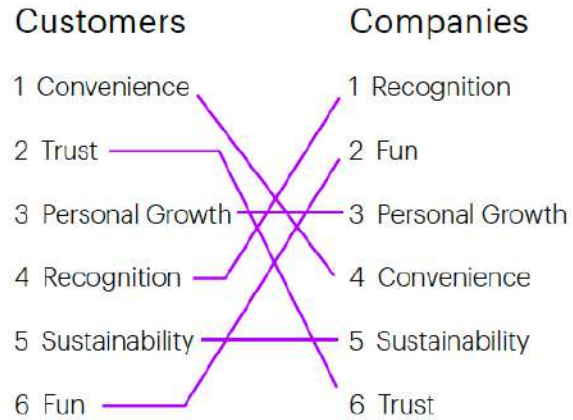 Customers
1 Convenience
2 Trust
3 Personal Growth
4 Recognition
5 Sustainability
6 Fun
Companies
1 Recognition
2 Fun
3 Personal Growth
4 Convenience
5 Sustainability
6 Trust